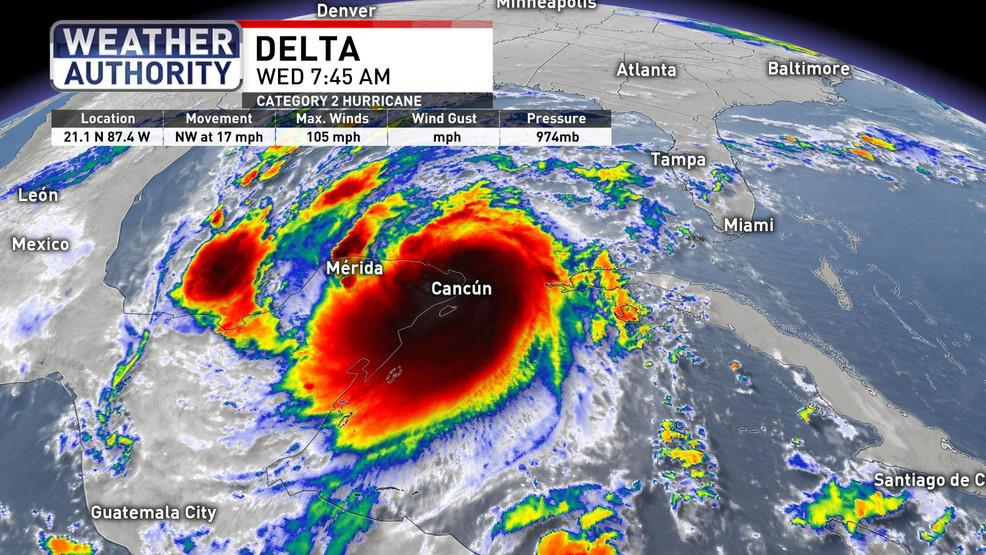 Denver
Minneapolis
WEATHER
AUTHORITY
DELTA
WED 7:45 AM
CATEGORY 2 HURRICANE
Location Movement Max. Winds Wind Gust Pressure
21.1 N 87.4 W NW at 17 mph 105 mph mph 974mb
Atlanta
Baltimore
Tampa
León
Miami
Mexico
Mérida
Cancún
Santiago de C
Guatemala City